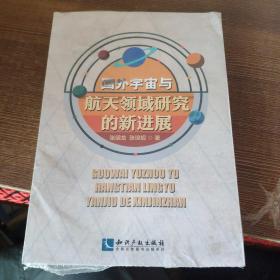 国外宇宙与
航天领域研究
的新进展
GUOWAI YUZHOU YU
HANGTIAN LINGYU
YANJIU DE XINJINZHAN
知识产权出版社